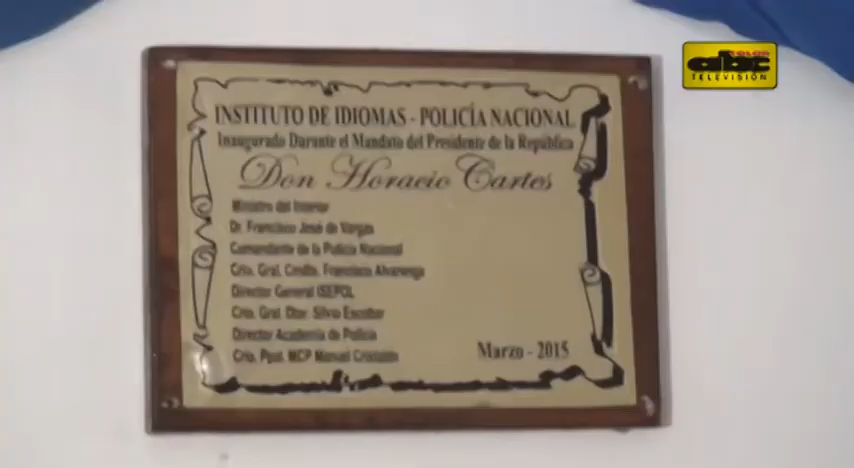 COLOR
abc
TELEVISIÓN
INSTITUTO DE IDIOMAS - POLICÍA NACIONAL
Inaugurado Durante el Mandato del Presidente de la República
Don Horacio Cartes
Ministro del Interior
Dr. Francisco José de Vargas
Comandante de la Policía Nacional
Crio. Gral. Cmdte. Francisco Alvarenga
Director General ISEPOL
Crio. Gral. Dtor. Silvio Escobar
Director Academia de Policía
Crio. Ppal. MCP Manuel
Marzo - 2015